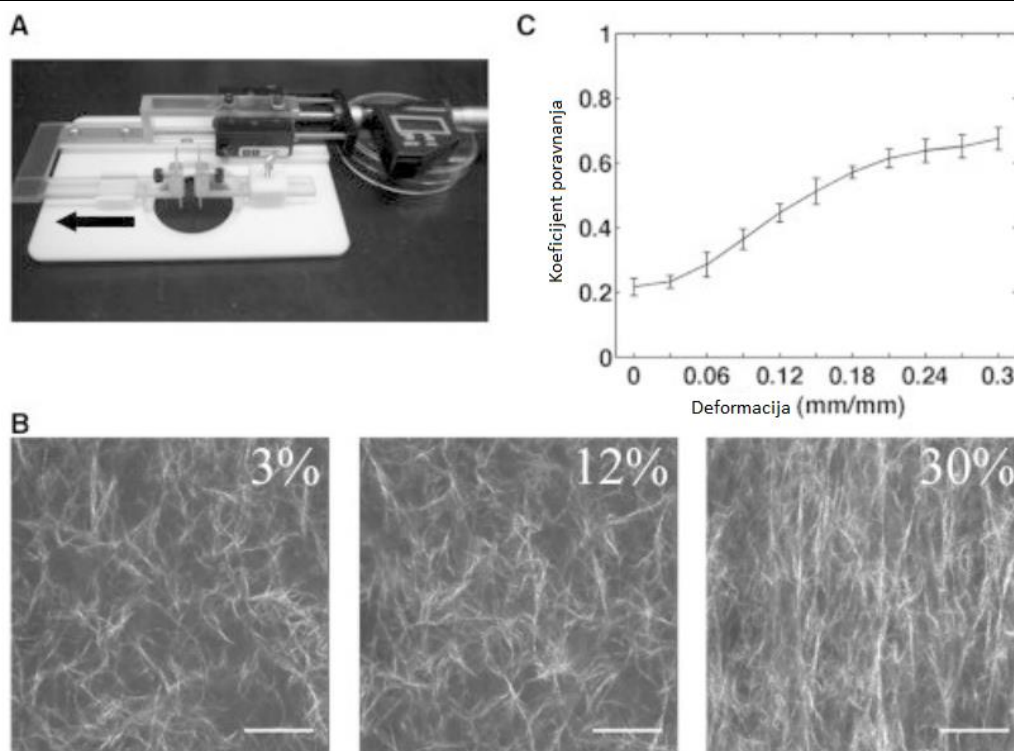 A
C
Koeficijent poravnanja
1
0.8
0.6
0.4
0.2
0
0 0.06 0.12 0.18 0.24 0.3
Deformacija (mm/mm)
B
3% 12% 30%